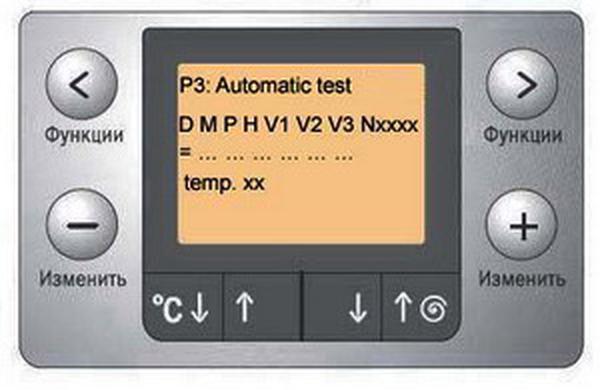 P3: Automatic test
D M P H V1 V2 V3 Nxxxx
= ... ... ... ... ... ...
temp. xx
< >
Функции Функции
− +
Изменить Изменить
°C ↓ ↑ ↓ ↑